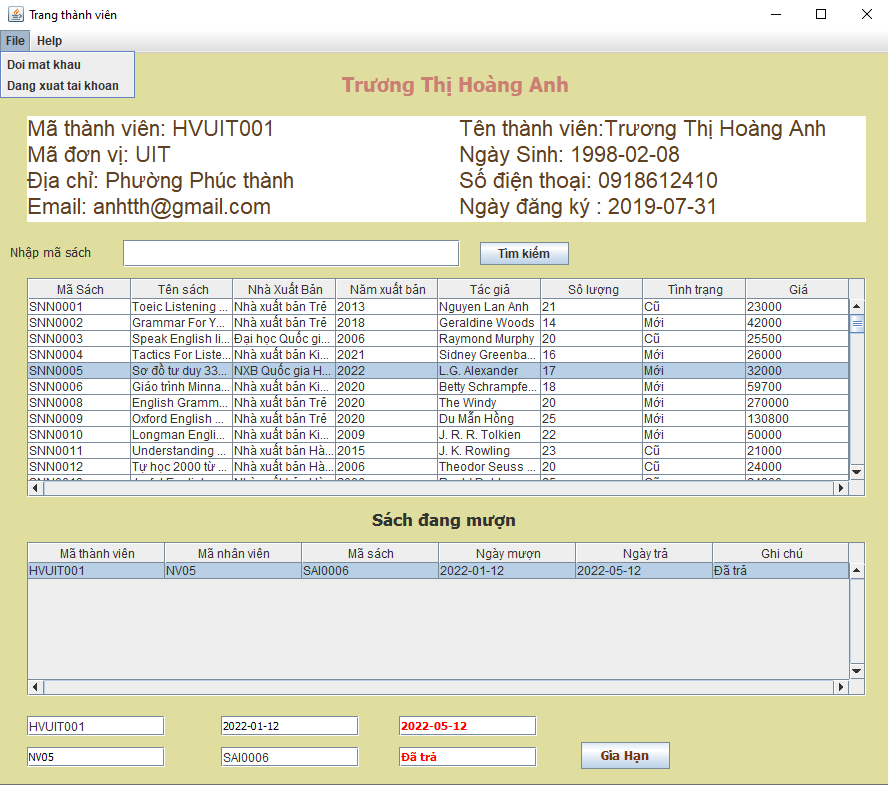 Trang thành viên
File Help
Doi mat khau
Dang xuat tai khoan
Trương Thị Hoàng Anh
Mã thành viên: HVUIT001 Tên thành viên:Trương Thị Hoàng Anh
Mã đơn vị: UIT Ngày Sinh: 1998-02-08
Địa chỉ: Phường Phúc thành Số điện thoại: 0918612410
Email: anhtth@gmail.com Ngày đăng ký : 2019-07-31
Nhập mã sách Tìm kiếm
Mã Sách Tên sách Nhà Xuất Bản Năm xuất bản Tác giả Số lượng Tình trạng Giá
SNN0001 Toeic Listening ... Nhà xuất bản Trẻ 2013 Nguyen Lan Anh 21 Cũ 23000
SNN0002 Grammar For Y... Nhà xuất bản Trẻ 2018 Geraldine Woods 14 Mới 42000
SNN0003 Speak English li... Đại học Quốc gi... 2006 Raymond Murphy 20 Cũ 25500
SNN0004 Tactics For Liste... Nhà xuất bản Ki... 2021 Sidney Greenba... 16 Mới 26000
SNN0005 Sơ đồ tư duy 33... NXB Quốc gia H... 2022 L.G. Alexander 17 Mới 32000
SNN0006 Giáo trình Minna... Nhà xuất bản Ki... 2020 Betty Schrampfe... 18 Mới 59700
SNN0008 English Gramm... Nhà xuất bản Trẻ 2020 The Windy 20 Mới 270000
SNN0009 Oxford English ... Nhà xuất bản Trẻ 2020 Du Mẫn Hồng 25 Mới 130800
SNN0010 Longman Engli... Nhà xuất bản Ki... 2009 J. R. R. Tolkien 22 Mới 50000
SNN0011 Understanding ... Nhà xuất bản Hà... 2015 J. K. Rowling 23 Cũ 21000
SNN0012 Tự học 2000 từ ... Nhà xuất bản Hà... 2006 Theodor Seuss ... 20 Cũ 24000
Sách đang mượn
Mã thành viên Mã nhân viên Mã sách Ngày mượn Ngày trả Ghi chú
HVUIT001 NV05 SAI0006 2022-01-12 2022-05-12 Đã trả
HVUIT001 2022-01-12 2022-05-12
NV05 SAI0006 Đã trả Gia Hạn